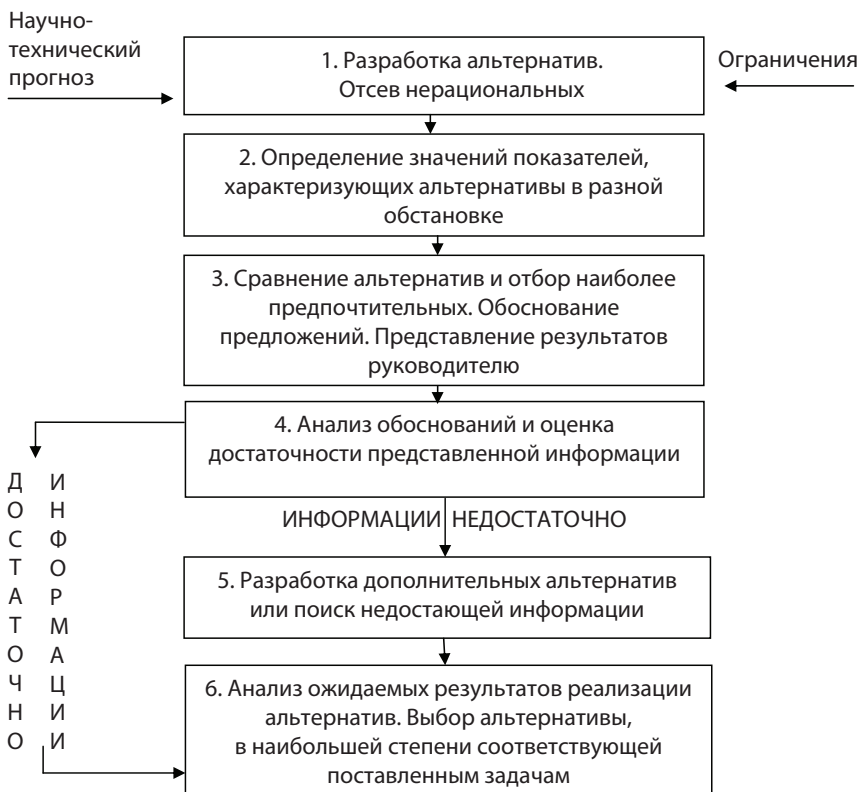 Научно-
технический
прогноз
1. Разработка альтернатив.
Отсев нерациональных
Ограничения
2. Определение значений показателей,
характеризующих альтернативы в разной
обстановке
3. Сравнение альтернатив и отбор наиболее
предпочтительных. Обоснование
предложений. Представление результатов
руководителю
4. Анализ обоснований и оценка
достаточности представленной информации
ИНФОРМАЦИИ НЕДОСТАТОЧНО
ДОСТАТОЧНО
ИНФОРМАЦИИ
5. Разработка дополнительных альтернатив
или поиск недостающей информации
6. Анализ ожидаемых результатов реализации
альтернатив. Выбор альтернативы,
в наибольшей степени соответствующей
поставленным задачам